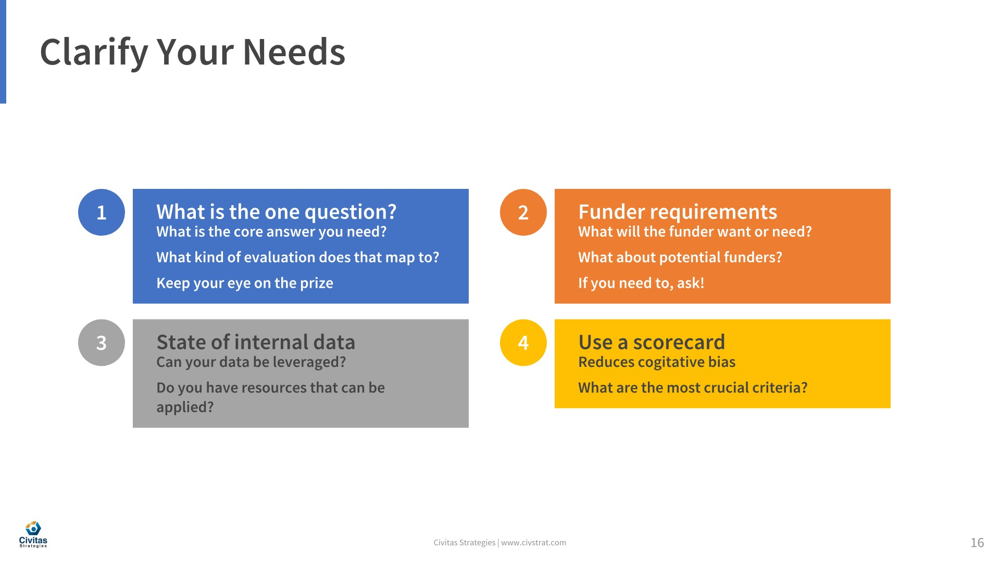 Clarify Your Needs
1
What is the one question?
What is the core answer you need?
What kind of evaluation does that map to?
Keep your eye on the prize
2
Funder requirements
What will the funder want or need?
What about potential funders?
If you need to, ask!
3
State of internal data
Can your data be leveraged?
Do you have resources that can be
applied?
4
Use a scorecard
Reduces cogitative bias
What are the most crucial criteria?
Civitas
Strategies
Civitas Strategies | www.civstrat.com
16